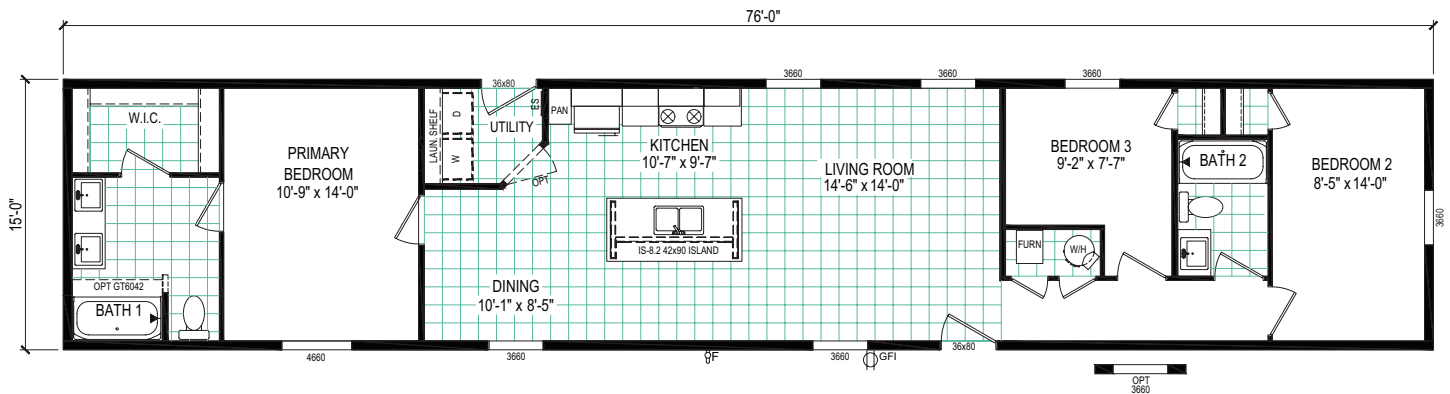 76'-0"
15'-0"
36x80
3660
3660
3660
W.I.C.
PRIMARY
BEDROOM
10'-9" x 14'-0"
LAUN. SHELF
D
W
UTILITY
ES
OPT
PAN
KITCHEN
10'-7" x 9'-7"
LIVING ROOM
14'-6" x 14'-0"
BEDROOM 3
9'-2" x 7'-7"
BATH 2
BEDROOM 2
8'-5" x 14'-0"
3660
FURN
W/H
IS-8.2 42x90 ISLAND
DINING
10'-1" x 8'-5"
OPT GT6042
BATH 1
4660
3660
F
3660
GFI
36x80
OPT
3660